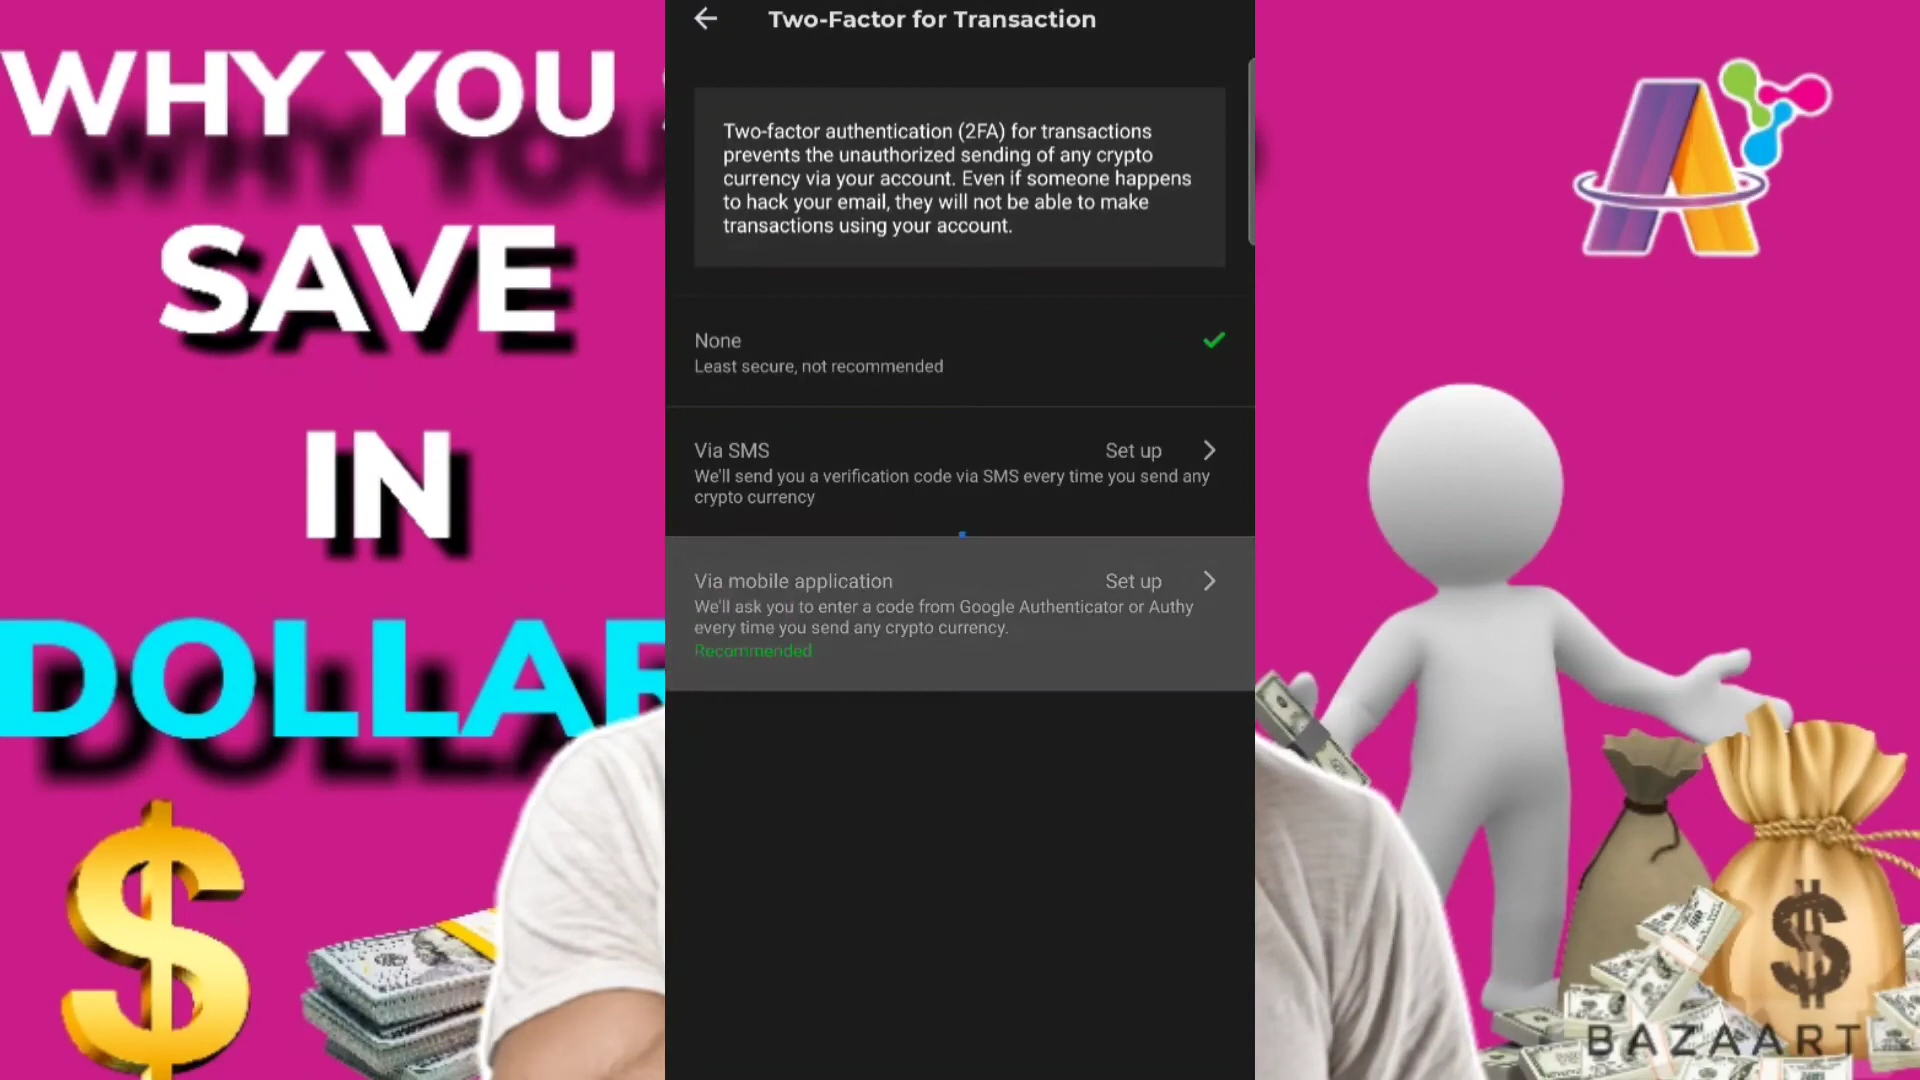 WHY YOU
SAVE
IN
DOLLAR
$
Two-Factor for Transaction
Two-factor authentication (2FA) for transactions
prevents the unauthorized sending of any crypto
currency via your account. Even if someone happens
to hack your email, they will not be able to make
transactions using your account.
None
Least secure, not recommended
Via SMS
Set up
We'll send you a verification code via SMS every time you send any
crypto currency
Via mobile application
Set up
We'll ask you to enter a code from Google Authenticator or Authy
every time you send any crypto currency.
Recommended
$
BAZAART